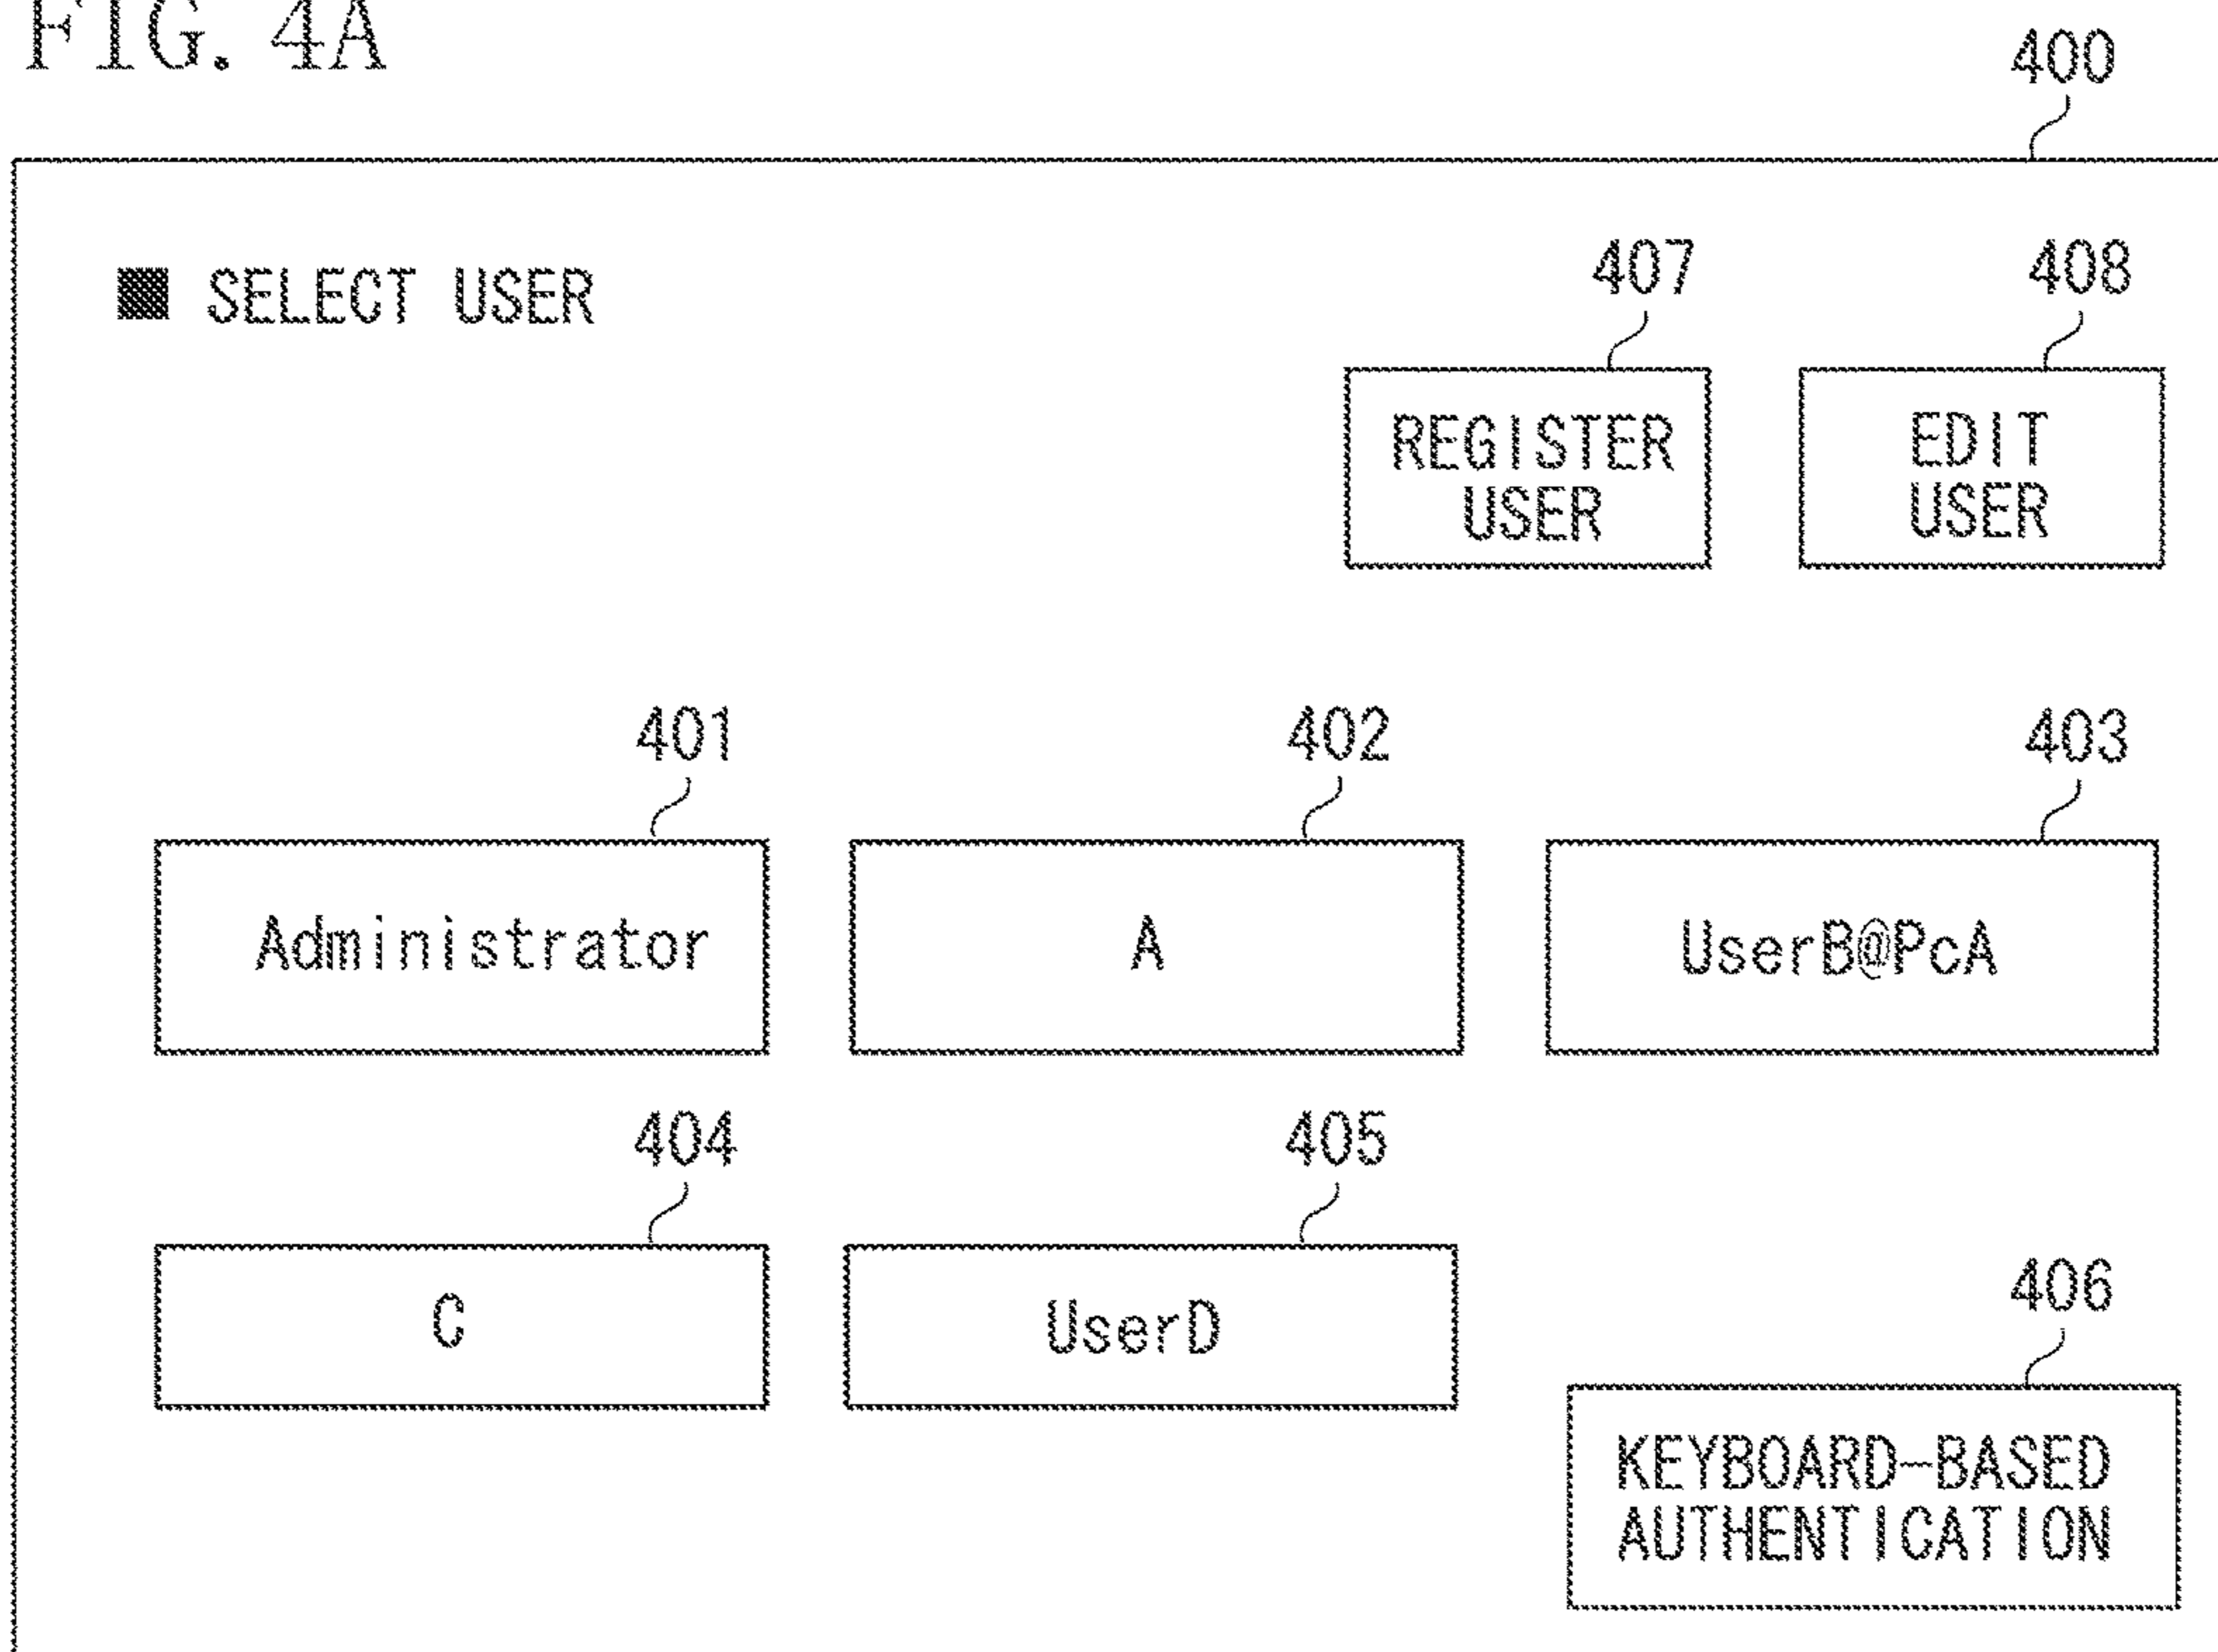 FIG. 4A
400
■ SELECT USER
407
408
REGISTER
USER
EDIT
USER
401
402
403
Administrator
A
UserB@PcA
404
405
C
UserD
406
KEYBOARD-BASED
AUTHENTICATION